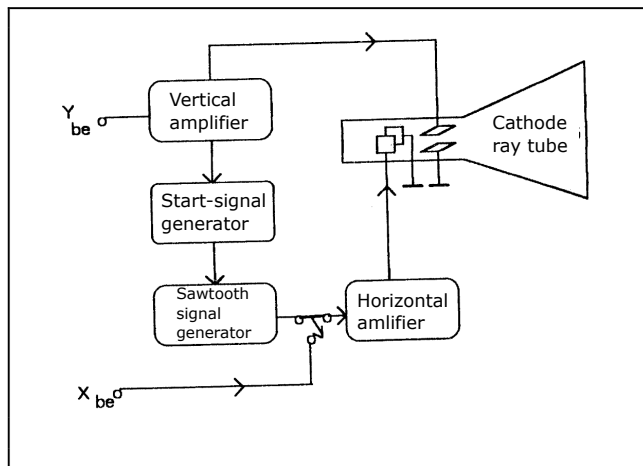 Vertical
amplifier
Y be
Cathode
ray tube
Start-signal
generator
Sawtooth
signal
generator
Horizontal
amlifier
X be